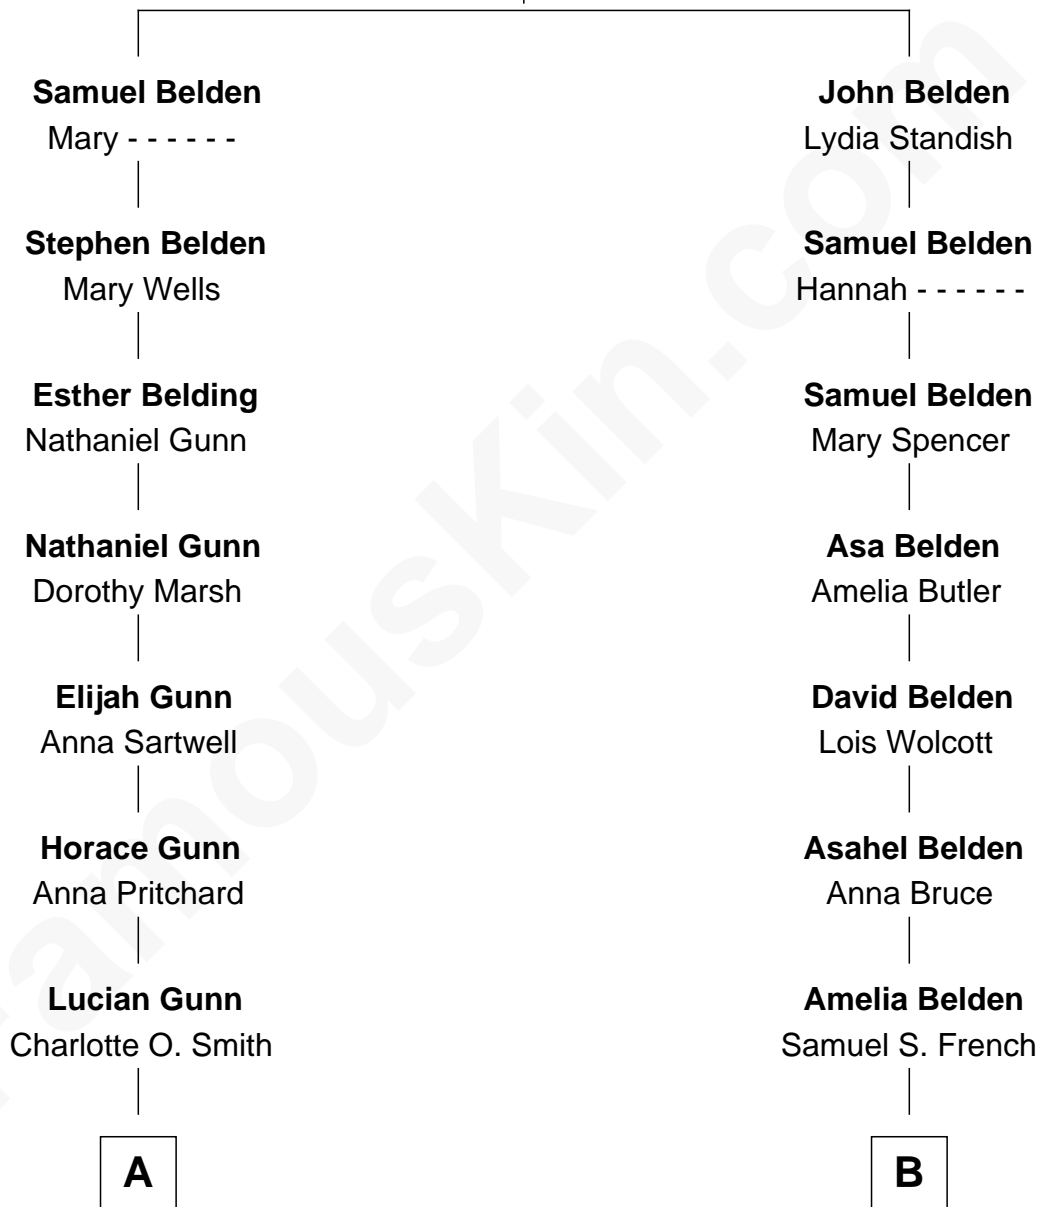 Samuel Belden
Mary - - - - - -
Stephen Belden
Mary Wells
Esther Belding
Nathaniel Gunn
Nathaniel Gunn
Dorothy Marsh
Elijah Gunn
Anna Sartwell
Horace Gunn
Anna Pritchard
Lucian Gunn
Charlotte O. Smith
A
John Belden
Lydia Standish
Samuel Belden
Hannah - - - - - -
Samuel Belden
Mary Spencer
Asa Belden
Amelia Butler
David Belden
Lois Wolcott
Asahel Belden
Anna Bruce
Amelia Belden
Samuel S. French
B
FamousKin.com